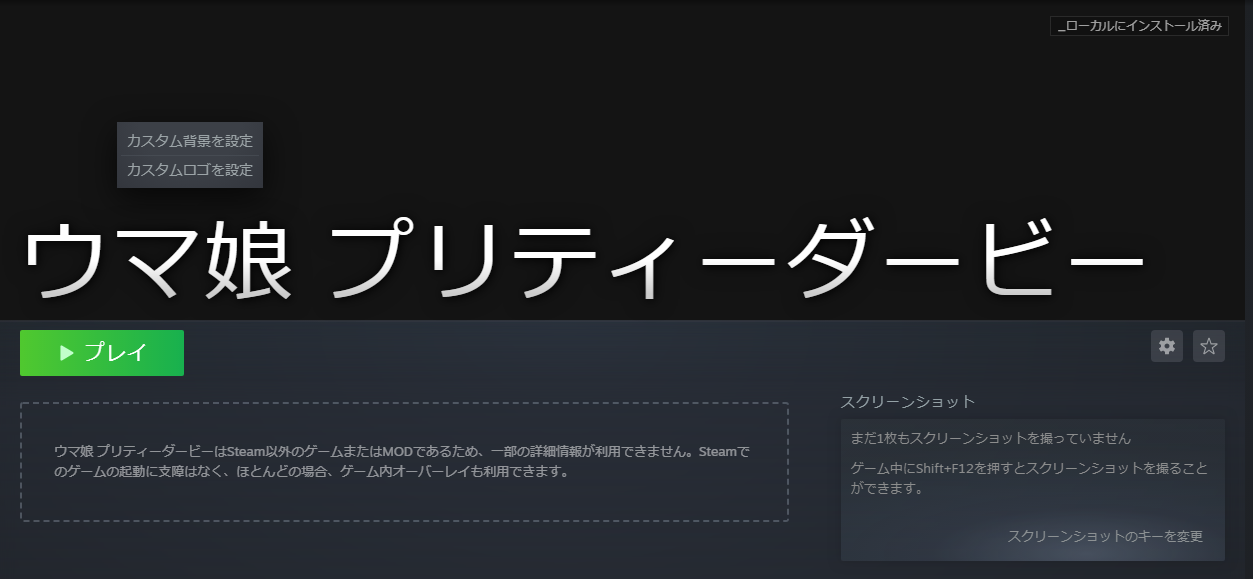 _ローカルにインストール済み
カスタム背景を設定
カスタムロゴを設定
ウマ娘 プリティーダービー
プレイ
スクリーンショット
ウマ娘 プリティーダービーはSteam以外のゲームまたはMODであるため、一部の詳細情報が利用できません。Steamで
のゲームの起動に支障はなく、ほとんどの場合、ゲーム内オーバーレイも利用できます。
まだ1枚もスクリーンショットを撮っていません
ゲーム中にShift+F12を押すとスクリーンショットを撮ること
ができます。
スクリーンショットのキーを変更